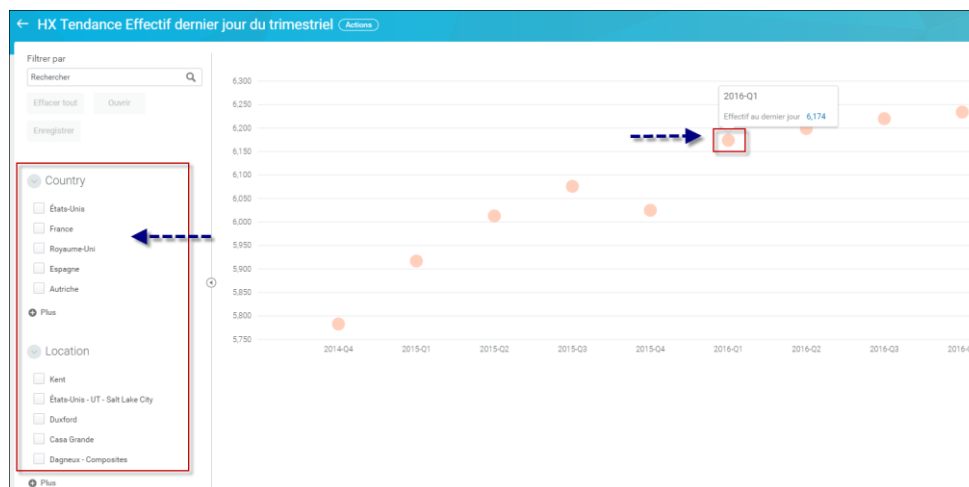 ← HX Tendance Effectif dernier jour du trimestriel Actions
Filtrer par
Rechercher
Effacer tout Ouvrir
Enregistrer
Country
États-Unis
France
Royaume-Uni
Espagne
Autriche
Plus
Location
Kent
États-Unis - UT - Salt Lake City
Duxford
Casa Grande
Dagneux - Composites
Plus
6,300
6,250
6,200
6,150
6,100
6,050
6,000
5,950
5,900
5,850
5,800
5,750
2016-Q1
Effectif au dernier jour 6,174
2014-Q4 2015-Q1 2015-Q2 2015-Q3 2015-Q4 2016-Q1 2016-Q2 2016-Q3